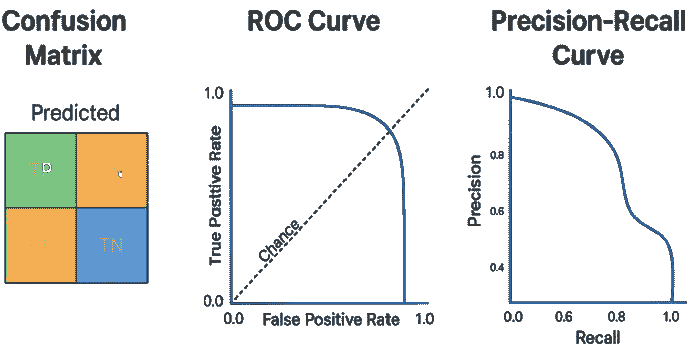 Confusion
Matrix
Predicted
TN
ROC Curve
1.0
True Pasttive Rate
Chance
0.0
0.0
False Positive Rate
1.0
Precision-Recall
Curve
1.0
0.8
Precision
0.6
0.4
0.0
0.6
0.8
1.0
Recall